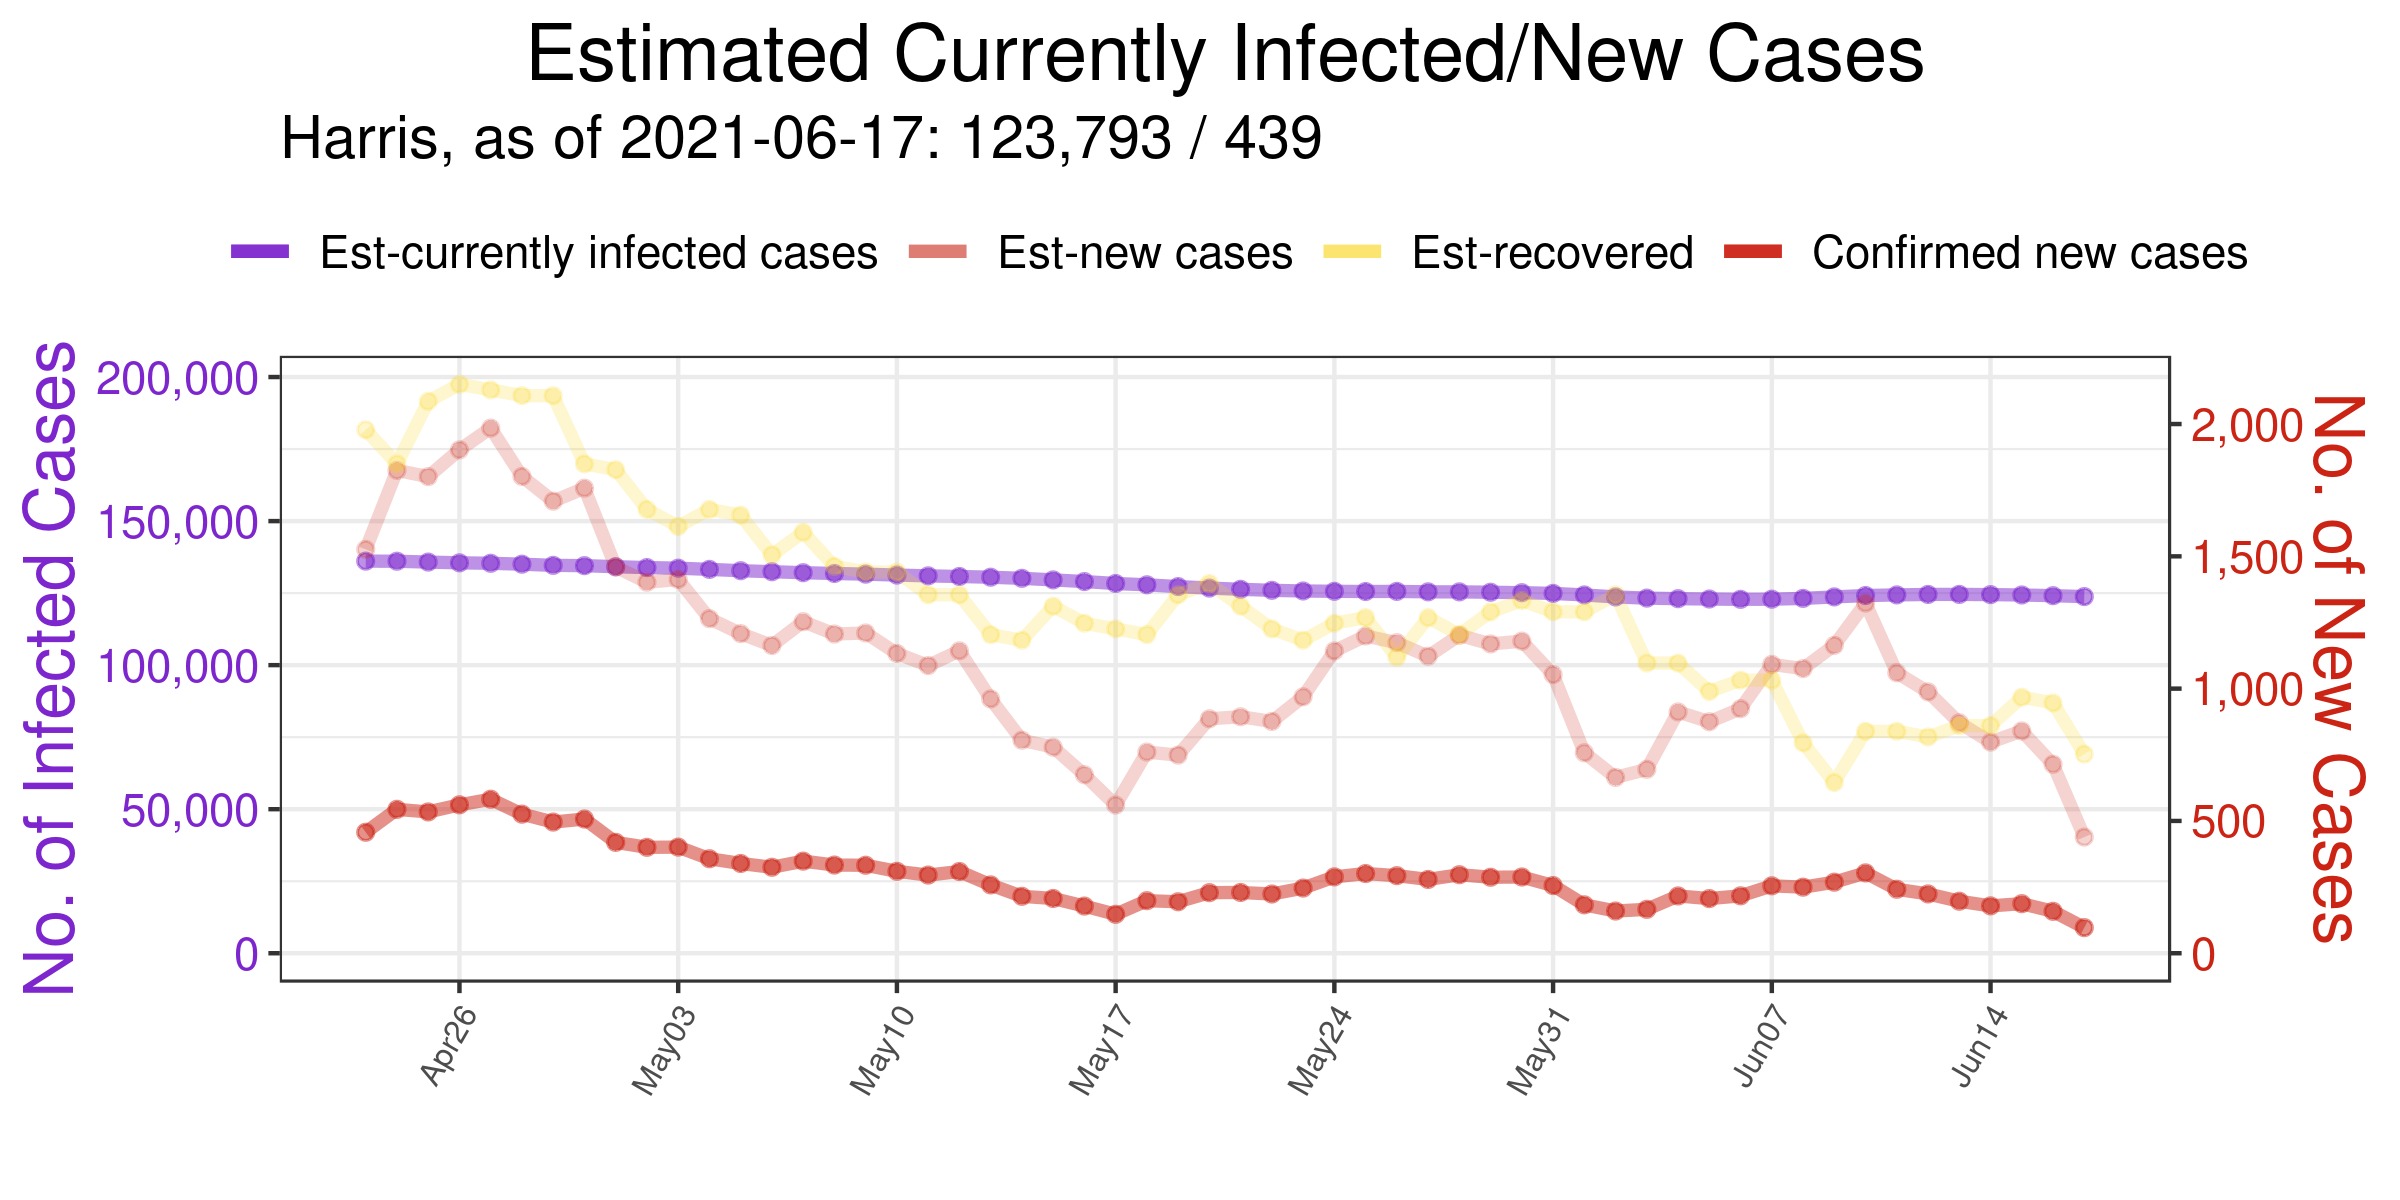 Estimated Currently Infected/New Cases
Harris, as of 2021-06-17: 123,793 / 439
Est-currently infected cases Est-new cases Est-recovered Confirmed new cases
No. of Infected Cases
200,000
150,000
100,000
50,000
0
2,000
1,500
1,000
500
0
No. of New Cases
Apr26 May03 May10 May17 May24 May31 Jun07 Jun14